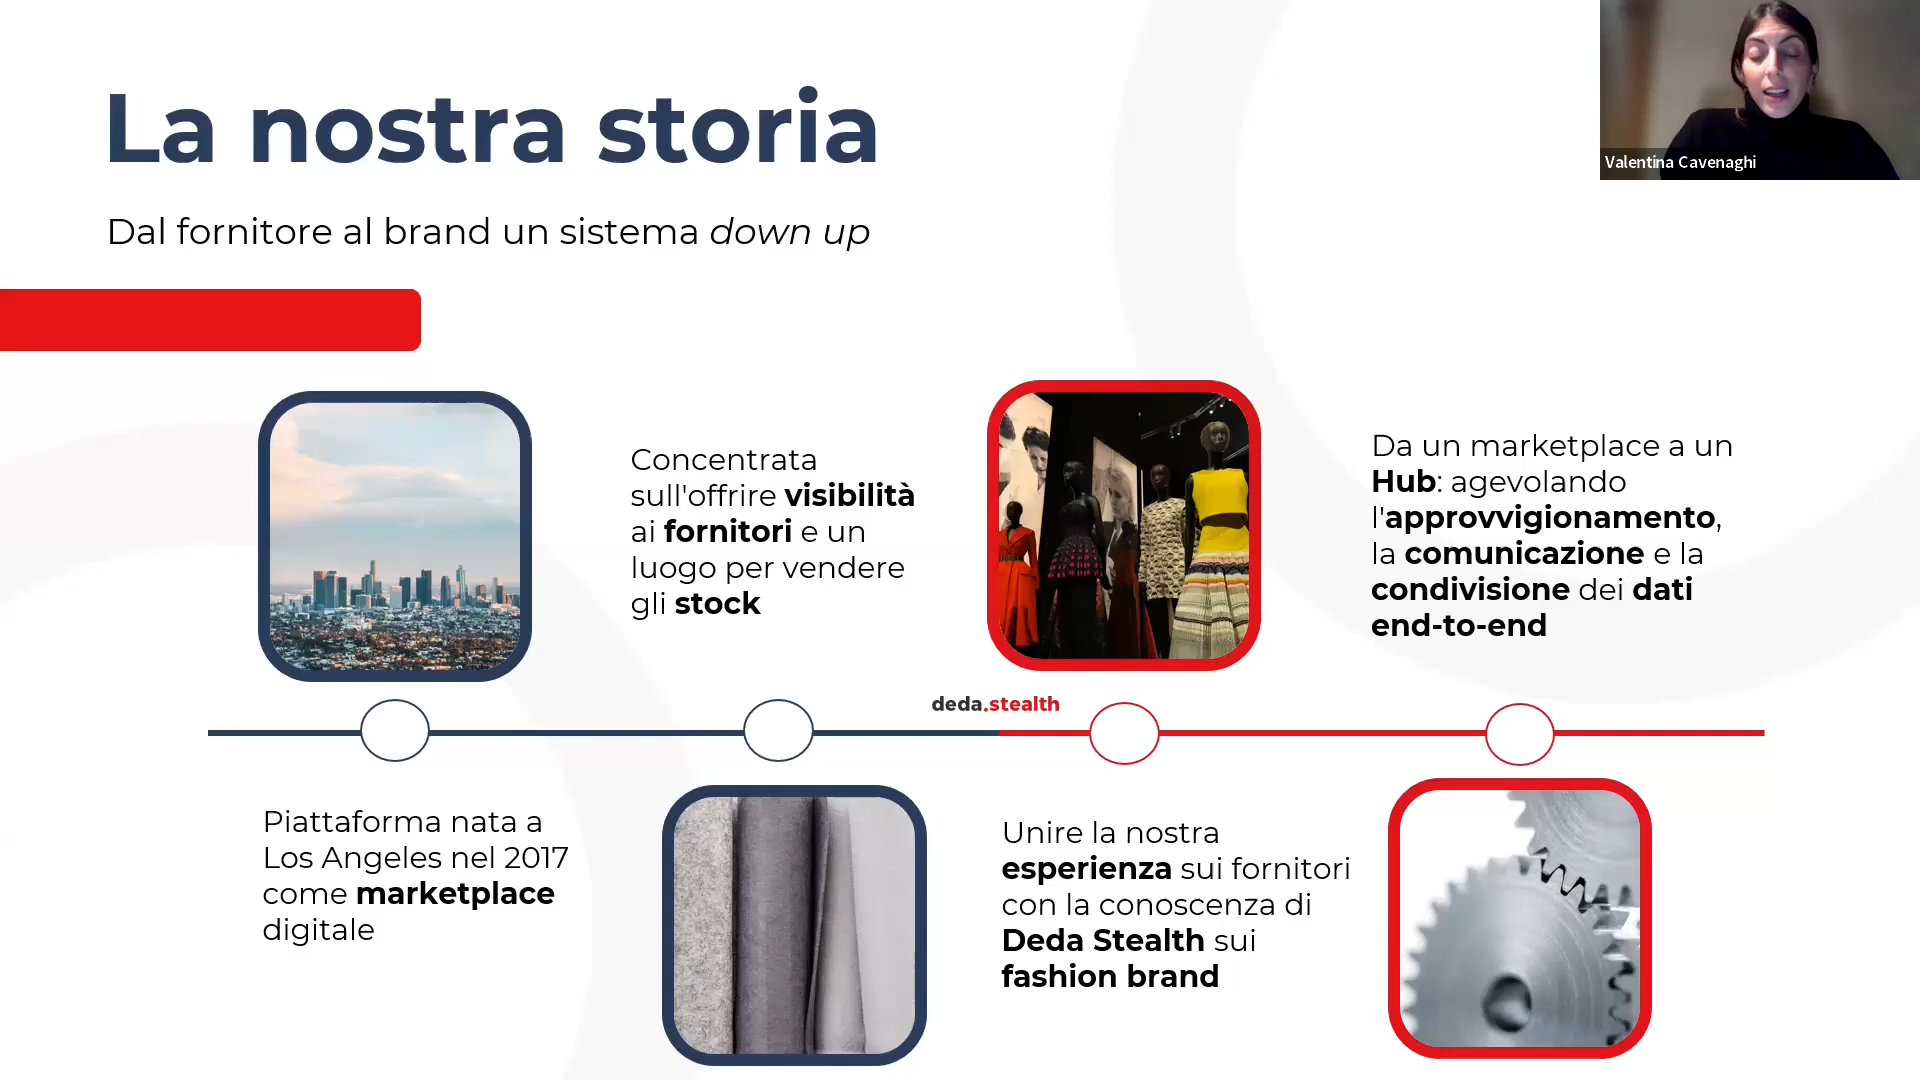 La nostra storia
Dal fornitore al brand un sistema down up
Valentina Cavenaghi
Concentrata
sull'offrire visibilità
ai fornitori e un
luogo per vendere
gli stock
Da un marketplace a un
Hub: agevolando
l'approvvigionamento,
la comunicazione e la
condivisione dei dati
end-to-end
deda.stealth
Piattaforma nata a
Los Angeles nel 2017
come marketplace
digitale
Unire la nostra
esperienza sui fornitori
con la conoscenza di
Deda Stealth sui
fashion brand